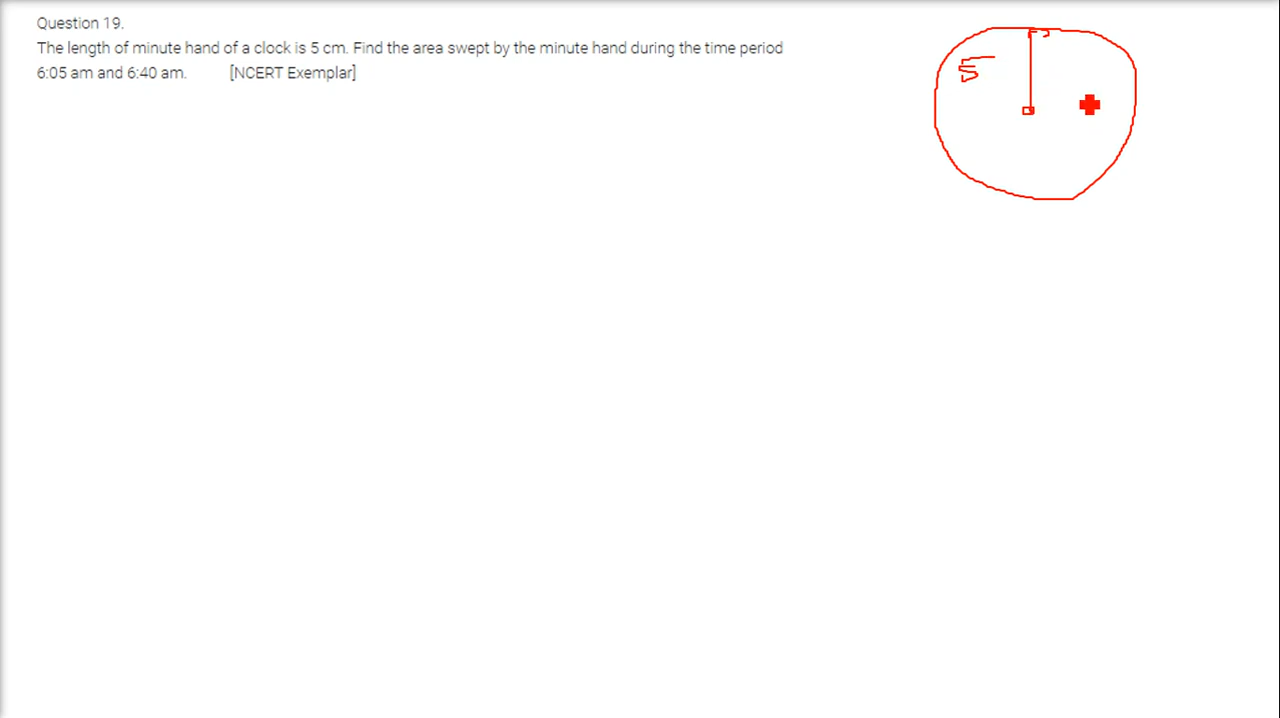 Question 19.
The length of minute hand of a clock is 5 cm. Find the area swept by the minute hand during the time period
6:05 am and 6:40 am. [NCERT Exemplar]
5